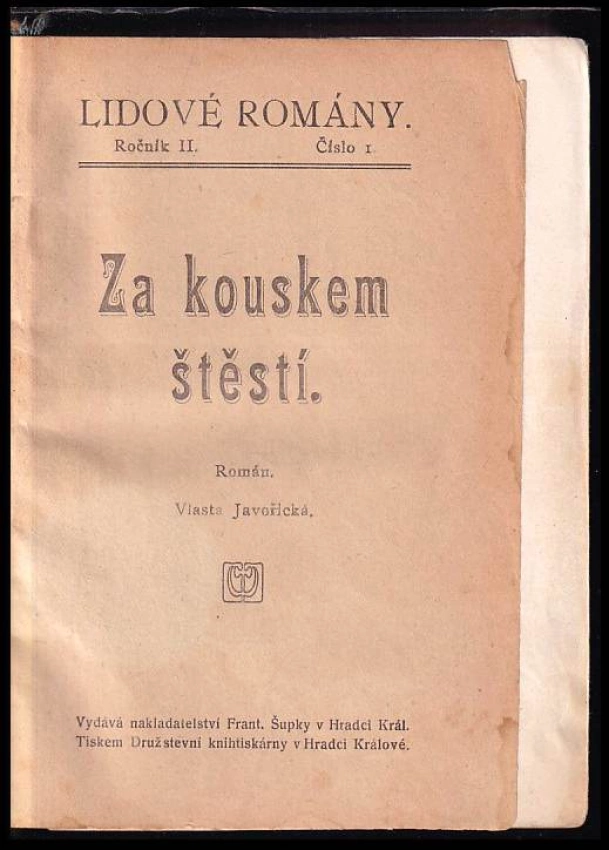 LIDOVÉ ROMÁNY.
Ročník II. Číslo 1
Za kouskem
štěstí.
Román.
Vlasta Javořická.
Vydává nakladatelství Frant. Šupky v Hradci Král.
Tiskem Družstevní knihtiskárny v Hradci Králové.